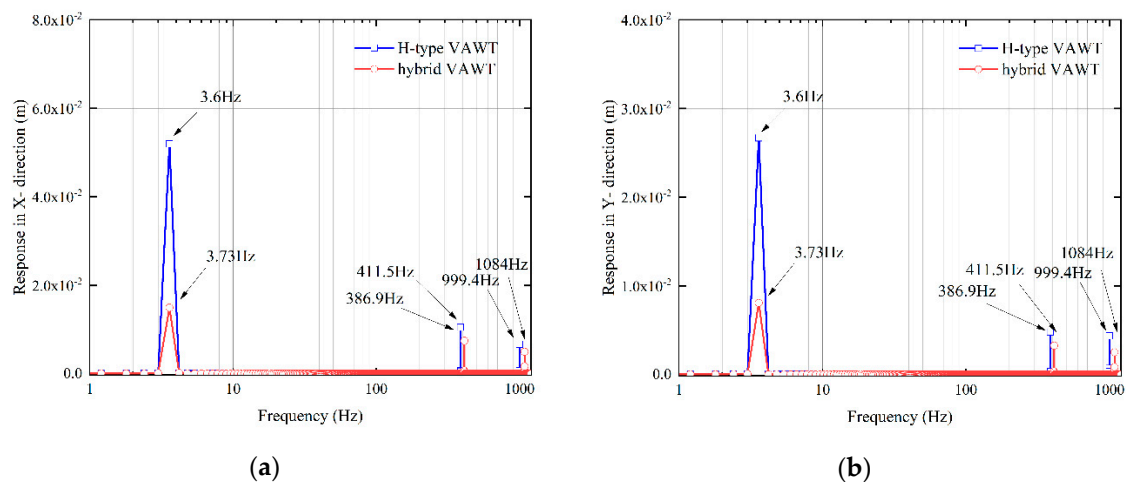 8.0x10⁻²
6.0x10⁻²
4.0x10⁻²
2.0x10⁻²
0.0
Response in X- direction (m)
H-type VAWT
hybrid VAWT
3.6Hz
3.73Hz
411.5Hz
386.9Hz
1084Hz
999.4Hz
1
10
100
1000
Frequency (Hz)
(a)
4.0x10⁻²
3.0x10⁻²
2.0x10⁻²
1.0x10⁻²
0.0
Response in Y- direction (m)
H-type VAWT
hybrid VAWT
3.6Hz
3.73Hz
411.5Hz
386.9Hz
1084Hz
999.4Hz
1
10
100
1000
Frequency (Hz)
(b)